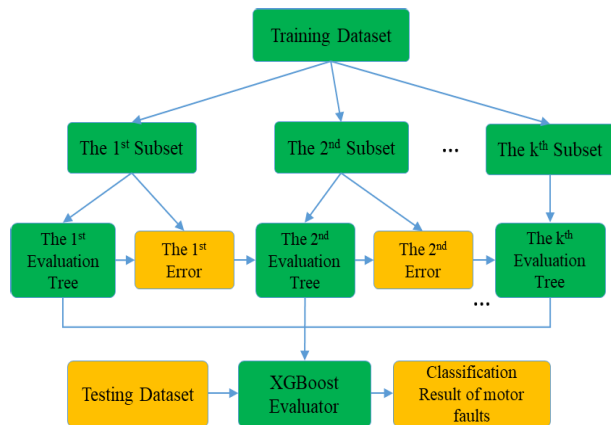 Training Dataset
The 1st Subset
The 2nd Subset
...
The kth Subset
The 1st
Evaluation
Tree
The 1st
Error
The 2nd
Evaluation
Tree
The 2nd
Error
The kth
Evaluation
Tree
...
Testing Dataset
XGBoost
Evaluator
Classification
Result of motor
faults